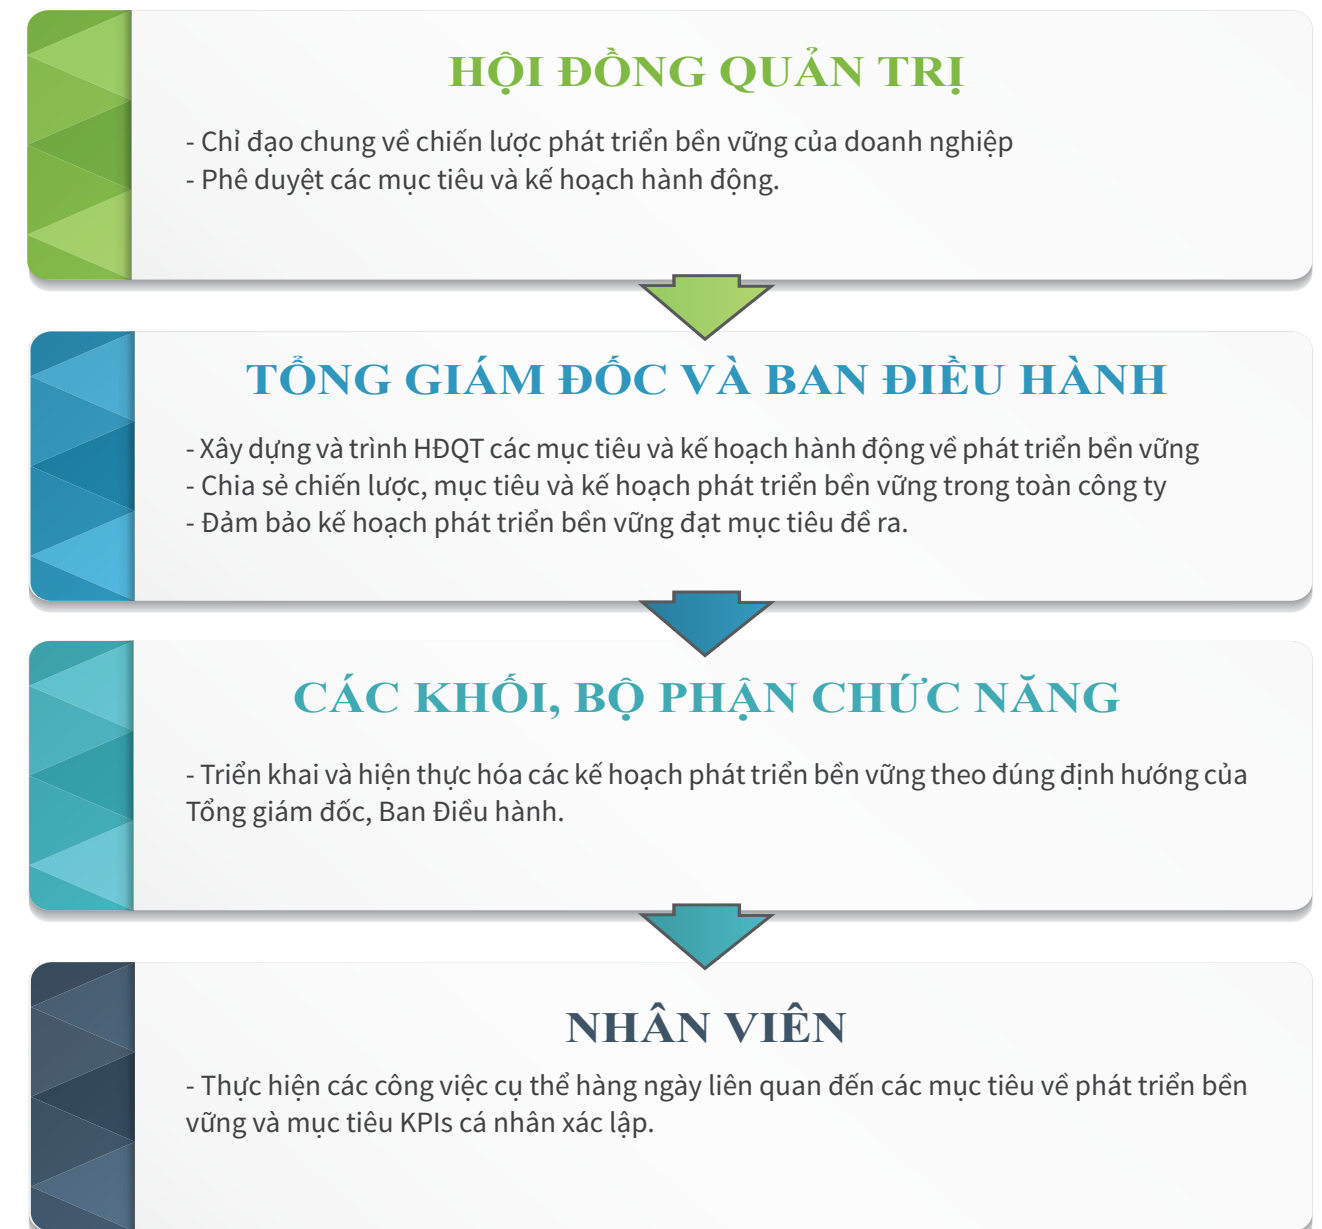 HỘI ĐỒNG QUẢN TRỊ
- Chỉ đạo chung về chiến lược phát triển bền vững của doanh nghiệp
- Phê duyệt các mục tiêu và kế hoạch hành động.
TỔNG GIÁM ĐỐC VÀ BAN ĐIỀU HÀNH
- Xây dựng và trình HĐQT các mục tiêu và kế hoạch hành động về phát triển bền vững
- Chia sẻ chiến lược, mục tiêu và kế hoạch phát triển bền vững trong toàn công ty
- Đảm bảo kế hoạch phát triển bền vững đạt mục tiêu đề ra.
CÁC KHỐI, BỘ PHẬN CHỨC NĂNG
- Triển khai và hiện thực hóa các kế hoạch phát triển bền vững theo đúng định hướng của
Tổng giám đốc, Ban Điều hành.
NHÂN VIÊN
- Thực hiện các công việc cụ thể hàng ngày liên quan đến các mục tiêu về phát triển bền
vững và mục tiêu KPIs cá nhân xác lập.